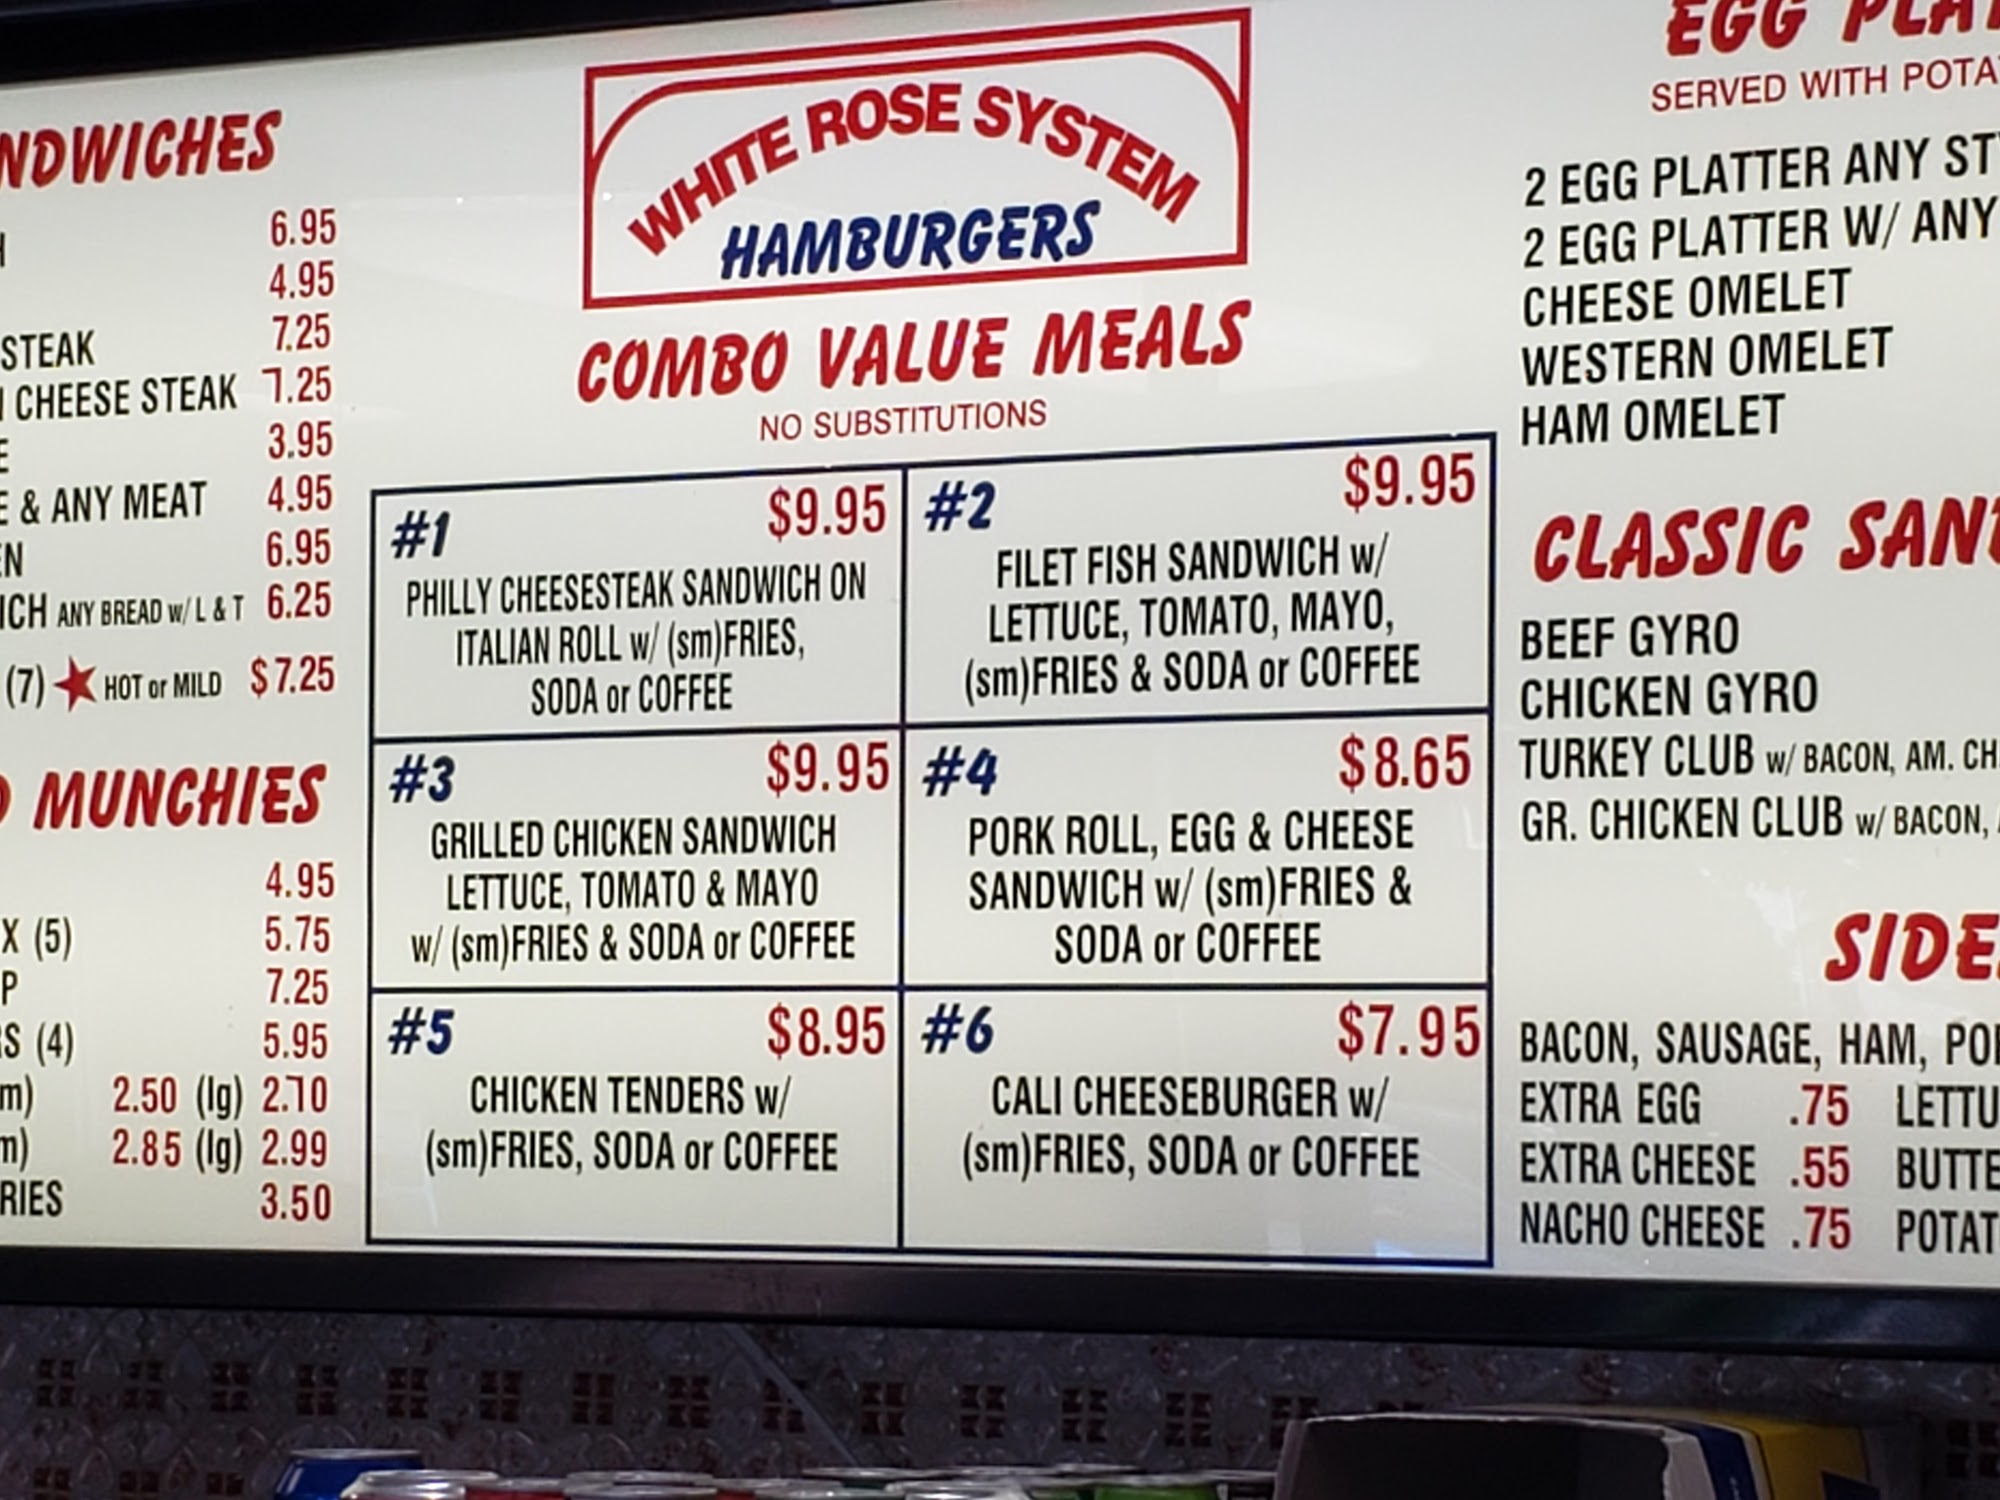 NDWICHES
6.95
4.95
STEAK 7.25
CHEESE STEAK 7.25
3.95
& ANY MEAT 4.95
6.95
ANY BREAD w/ L & T 6.25
(7) HOT or MILD $7.25
MUNCHIES
4.95
X (5) 5.75
P 7.25
RS (4) 5.95
m) 2.50 (lg) 2.70
m) 2.85 (lg) 2.99
RIES 3.50
WHITE ROSE SYSTEM
HAMBURGERS
COMBO VALUE MEALS
NO SUBSTITUTIONS
#1 $9.95
PHILLY CHEESESTEAK SANDWICH ON
ITALIAN ROLL w/ (sm)FRIES,
SODA or COFFEE
#2 $9.95
FILET FISH SANDWICH w/
LETTUCE, TOMATO, MAYO,
(sm)FRIES & SODA or COFFEE
#3 $9.95
GRILLED CHICKEN SANDWICH
LETTUCE, TOMATO & MAYO
w/ (sm)FRIES & SODA or COFFEE
#4 $8.65
PORK ROLL, EGG & CHEESE
SANDWICH w/ (sm)FRIES &
SODA or COFFEE
#5 $8.95
CHICKEN TENDERS w/
(sm)FRIES, SODA or COFFEE
#6 $7.95
CALI CHEESEBURGER w/
(sm)FRIES, SODA or COFFEE
EGG PLA
SERVED WITH POTA
2 EGG PLATTER ANY ST
2 EGG PLATTER W/ ANY
CHEESE OMELET
WESTERN OMELET
HAM OMELET
CLASSIC SAN
BEEF GYRO
CHICKEN GYRO
TURKEY CLUB w/ BACON, AM. CH
GR. CHICKEN CLUB w/ BACON,
SIDE
BACON, SAUSAGE, HAM, PO
EXTRA EGG .75 LETTU
EXTRA CHEESE .55 BUTTE
NACHO CHEESE .75 POTAT